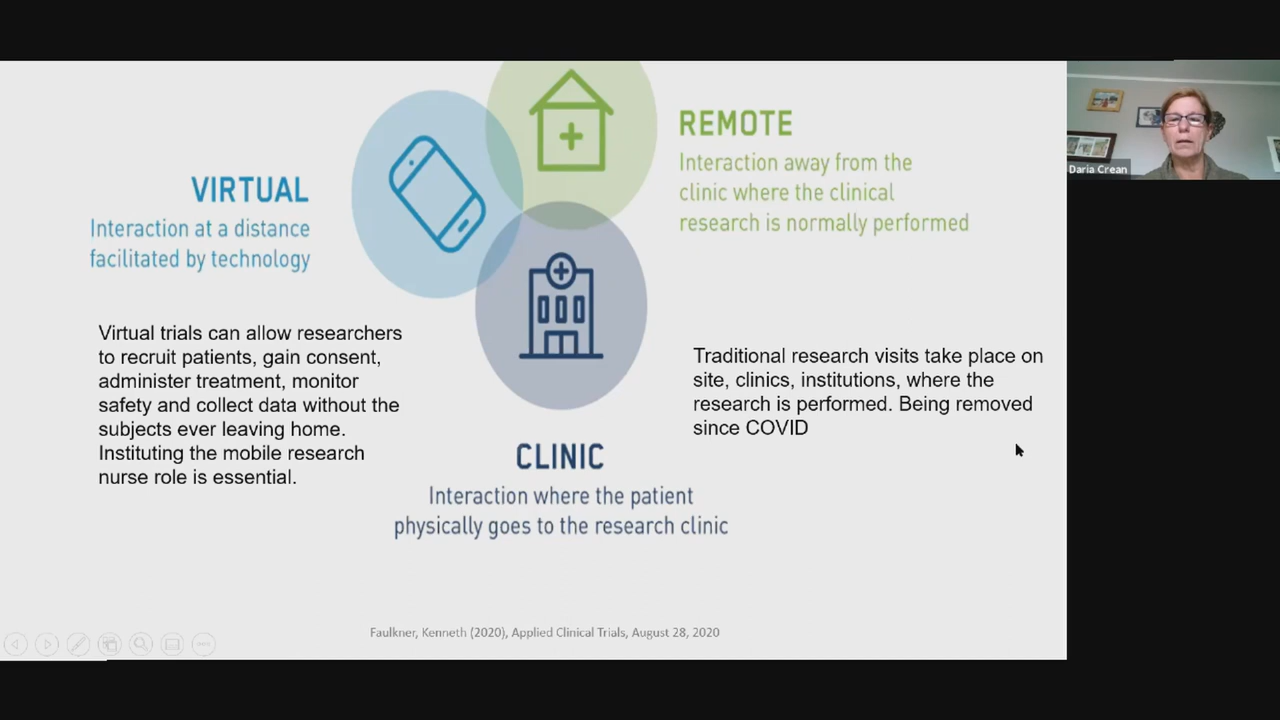 VIRTUAL
Interaction at a distance
facilitated by technology
REMOTE
Interaction away from the
clinic where the clinical
research is normally performed
Virtual trials can allow researchers
to recruit patients, gain consent,
administer treatment, monitor
safety and collect data without the
subjects ever leaving home.
Instituting the mobile research
nurse role is essential.
Traditional research visits take place on
site, clinics, institutions, where the
research is performed. Being removed
since COVID
CLINIC
Interaction where the patient
physically goes to the research clinic
Faulkner, Kenneth (2020), Applied Clinical Trials, August 28, 2020
Daria Crean